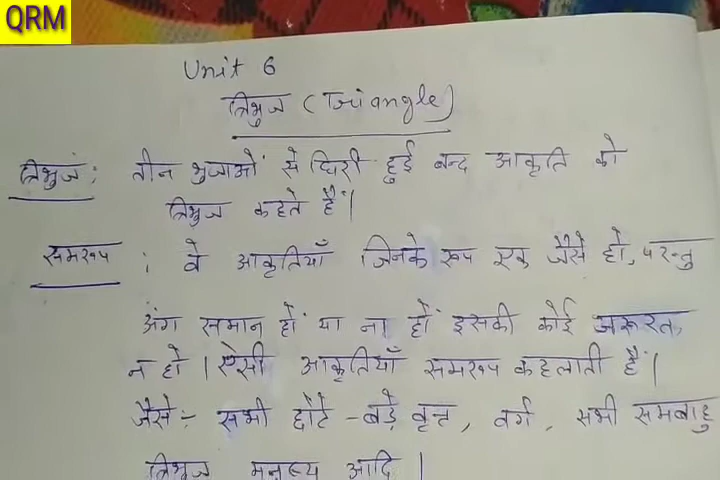 QRM
Unit 6
त्रिभुज (Triangle)
त्रिभुज : तीन भुजाओं से घिरी हुई बन्द आकृति को
त्रिभुज कहते हैं।
समरूप : वे आकृतियाँ जिनके रूप एक जैसे हो, परन्तु
अंग समान हों या ना हों इसकी कोई जरूरत
न हो। ऐसी आकृतियाँ समरूप कहलाती हैं।
जैसे:- सभी छोटे-बड़े वृत्त, वर्ग, सभी समबाहु
त्रिभुज मनुष्य आदि।